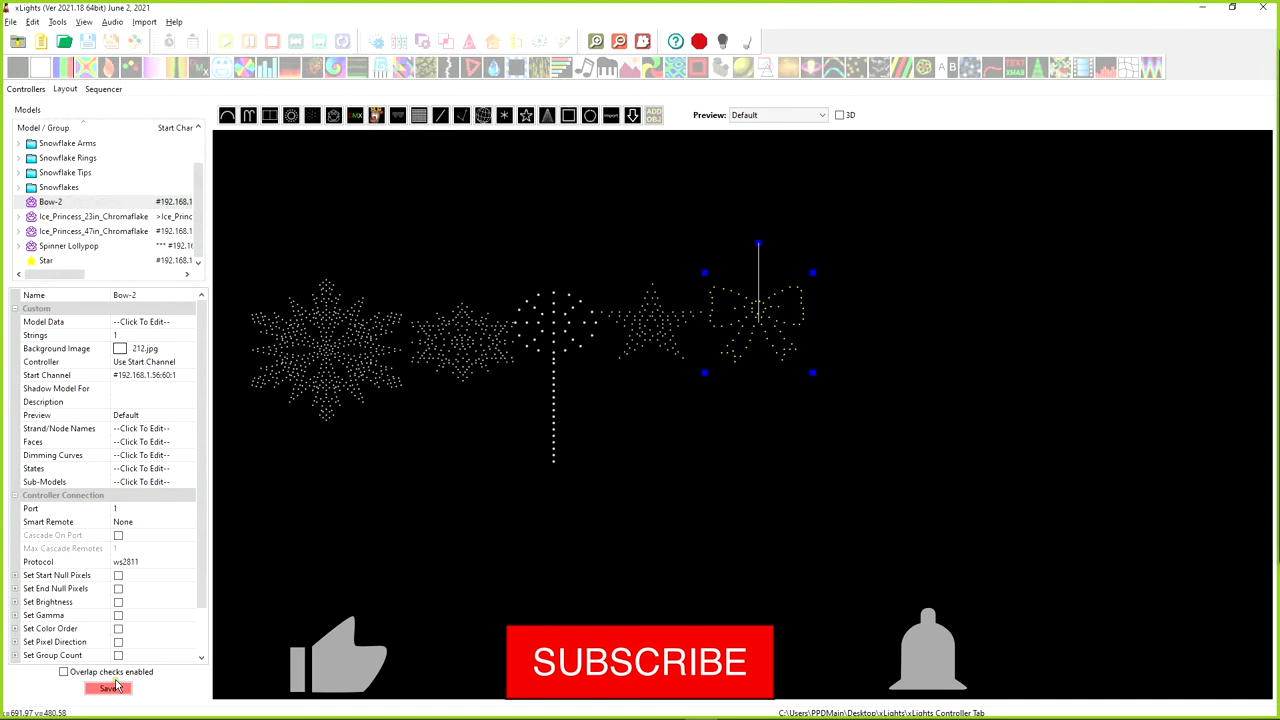 xLights (Ver 2021.18 64bit) June 2, 2021
File Edit Tools View Audio Import Help
Controllers Layout Sequencer
Models
Preview: Default 3D
Model / Group Start Char
Snowflake Arms
Snowflake Rings
Snowflake Tips
Snowflakes
Bow-2 #192.168.1
Ice_Princess_23in_Chromaflake >Ice_Princ
Ice_Princess_47in_Chromaflake #192.168.1
Spinner Lollypop *** #192.16
Star #192.168.1
Name Bow-2
Custom
Model Data --Click To Edit--
Strings 1
Background Image 212.jpg
Controller Use Start Channel
Start Channel #192.168.1.56:60:1
Shadow Model For
Description
Preview Default
Strand/Node Names --Click To Edit--
Faces --Click To Edit--
Dimming Curves --Click To Edit--
States --Click To Edit--
Sub-Models --Click To Edit--
Controller Connection
Port 1
Smart Remote None
Cascade On Port
Max Cascade Remotes 1
Protocol ws2811
Set Start Null Pixels
Set End Null Pixels
Set Brightness
Set Gamma
Set Color Order
Set Pixel Direction
Set Group Count
Overlap checks enabled
Save
SUBSCRIBE
x=691.97 y=480.58 C:\Users\PPDMain\Desktop\xLights\xLights Controller Tab